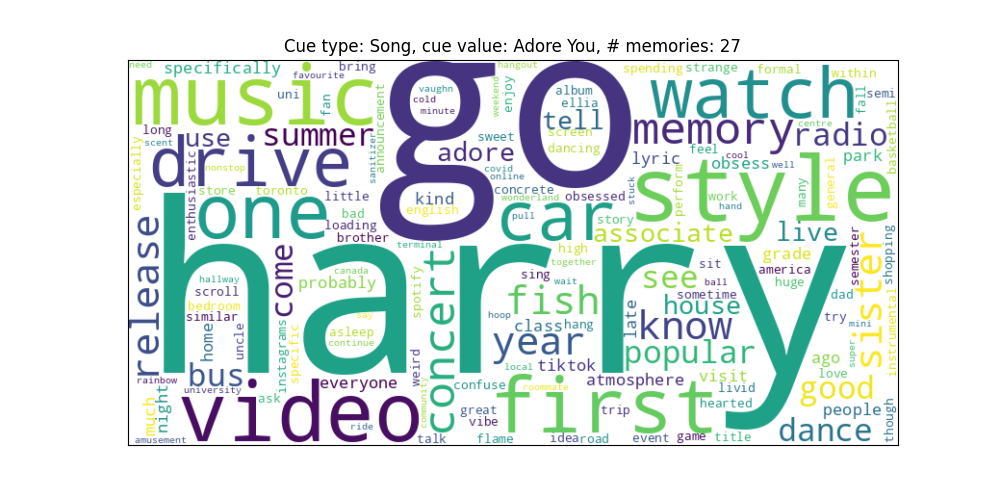 Cue type: Song, cue value: Adore You, # memories: 27
need specifically bring hangout spending strange formal within
favourite vaughn album semi
music uni fan announcement cold go weekend enjoy ellia watch fall
minute tell screen memory radio basketball
long use summer sweet dancing centre
scent drive sanitizer adore covid lyric feel cool park
especially enthusiastic nonstop online obsess well
store toronto little kind concrete wonderland obsessed stuck perform work style many general
one bad english pull car story hand
loading associate live
brother terminal high grade semester shopping
release harry come concert together see sit america sister
hallway canada probably spotify sing wait ball huge
scroll fish house sometime dad
bedroom say hoop late try mini instrumental
similar asleep class hang know
home uncle instagrams specific continue weird year popular ago super
local tiktok visit love
rainbow bus everyone community confuse roommate atmosphere livid good
university
much night video ask great first trip hearted people
vibe dance though
amusement ride talk flame idea road event game title